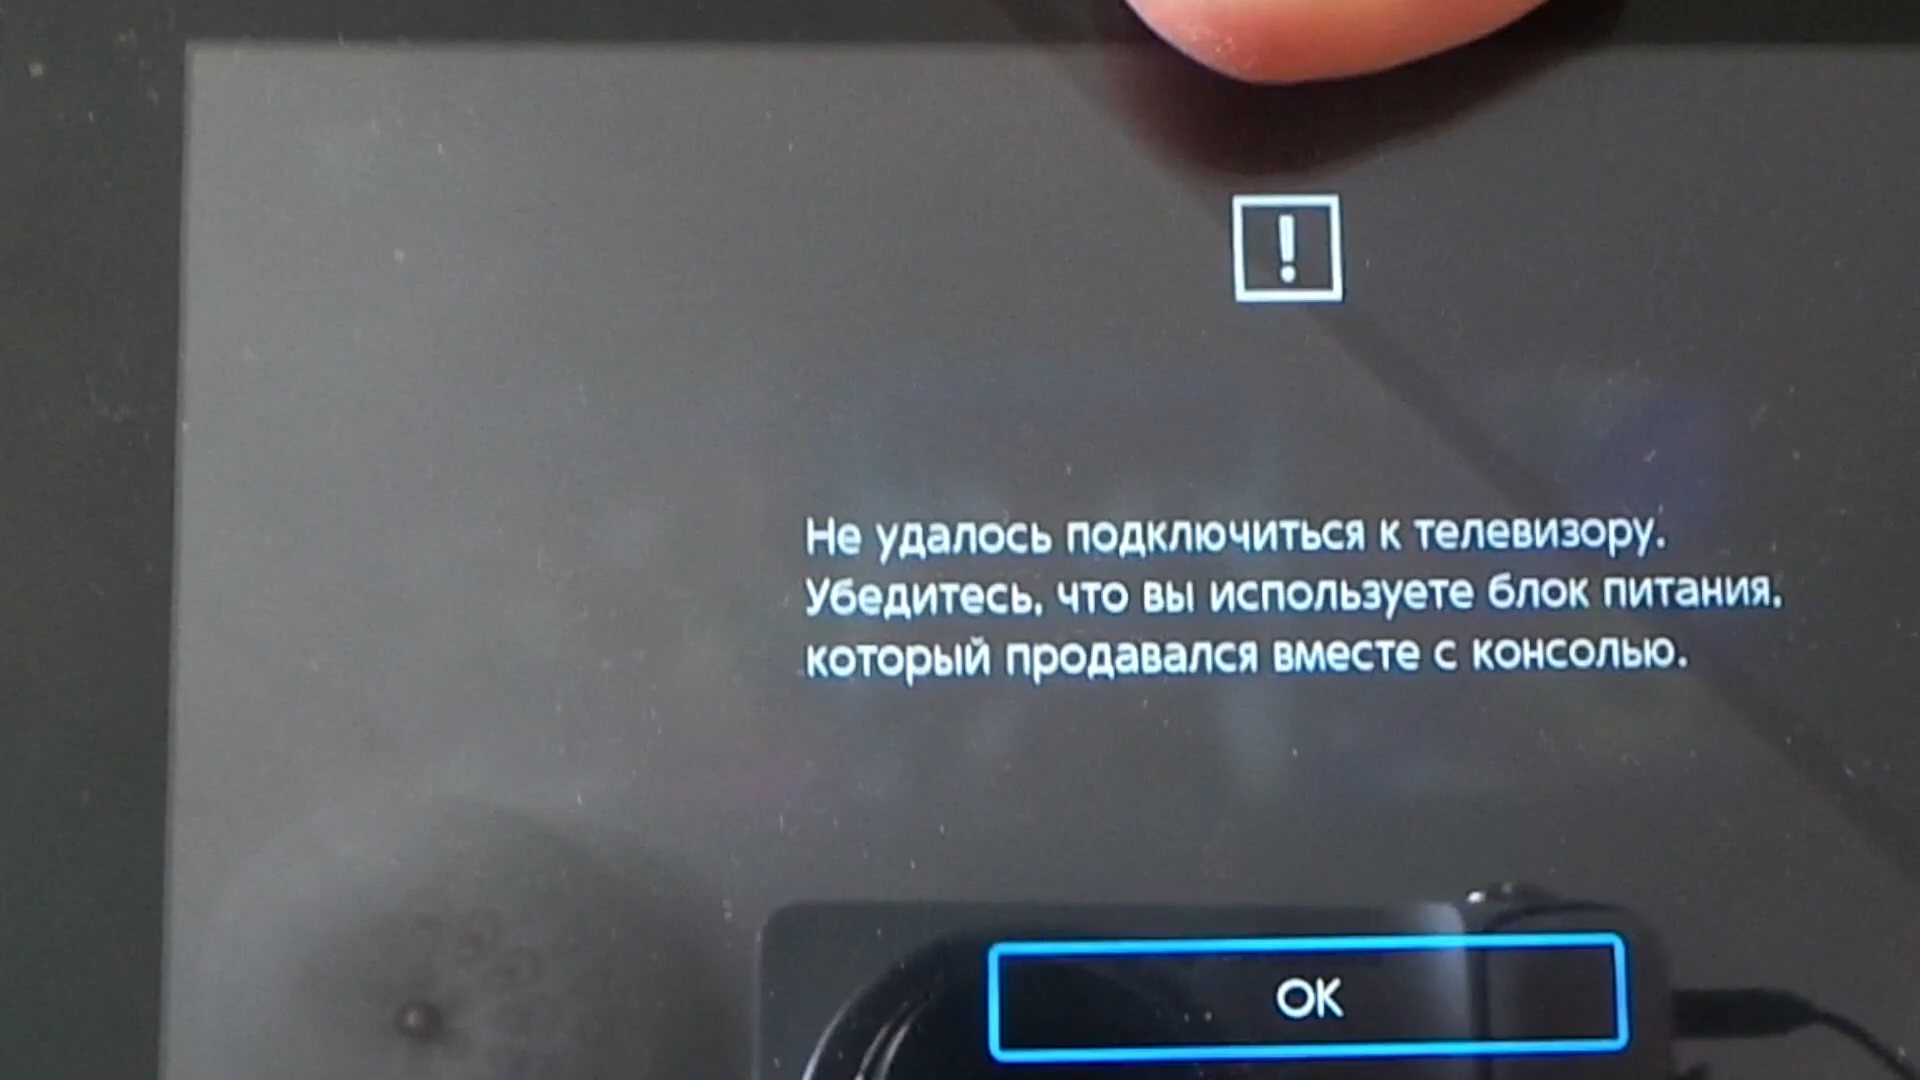 !
Не удалось подключиться к телевизору.
Убедитесь, что вы используете блок питания,
который продавался вместе с консолью.
OK